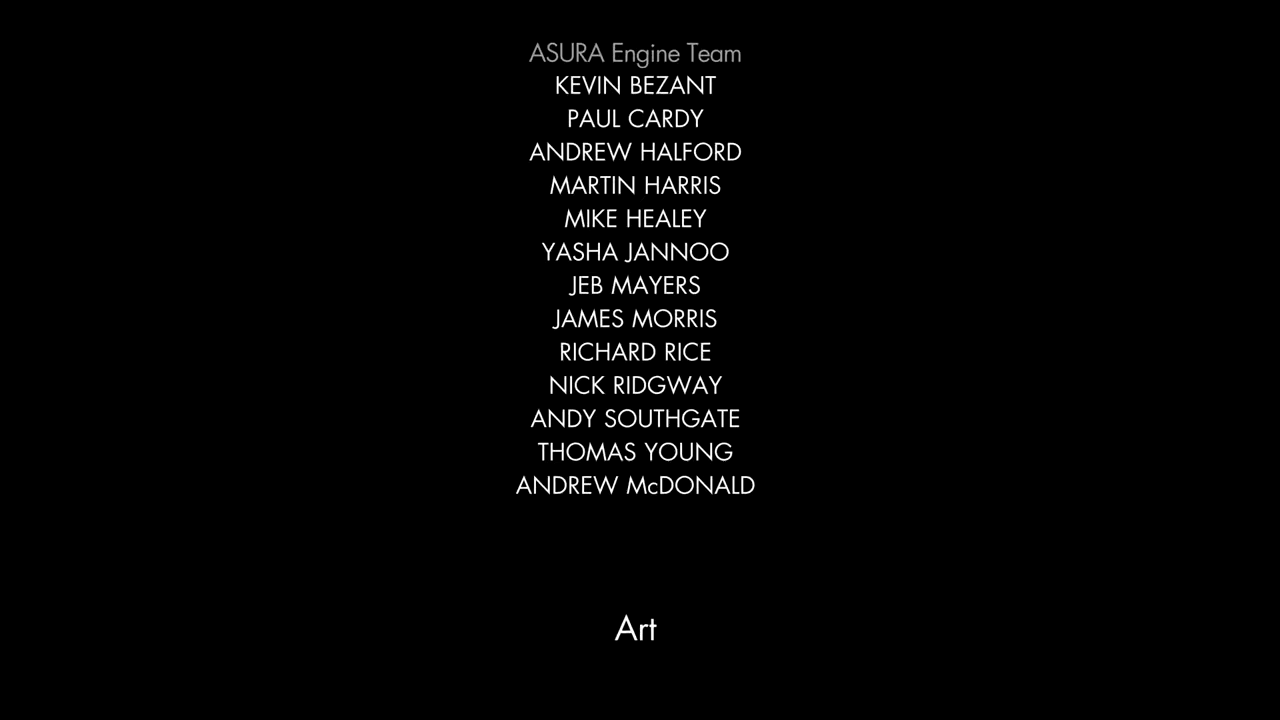 ASURA Engine Team
KEVIN BEZANT
PAUL CARDY
ANDREW HALFORD
MARTIN HARRIS
MIKE HEALEY
YASHA JANNOO
JEB MAYERS
JAMES MORRIS
RICHARD RICE
NICK RIDGWAY
ANDY SOUTHGATE
THOMAS YOUNG
ANDREW McDONALD
Art